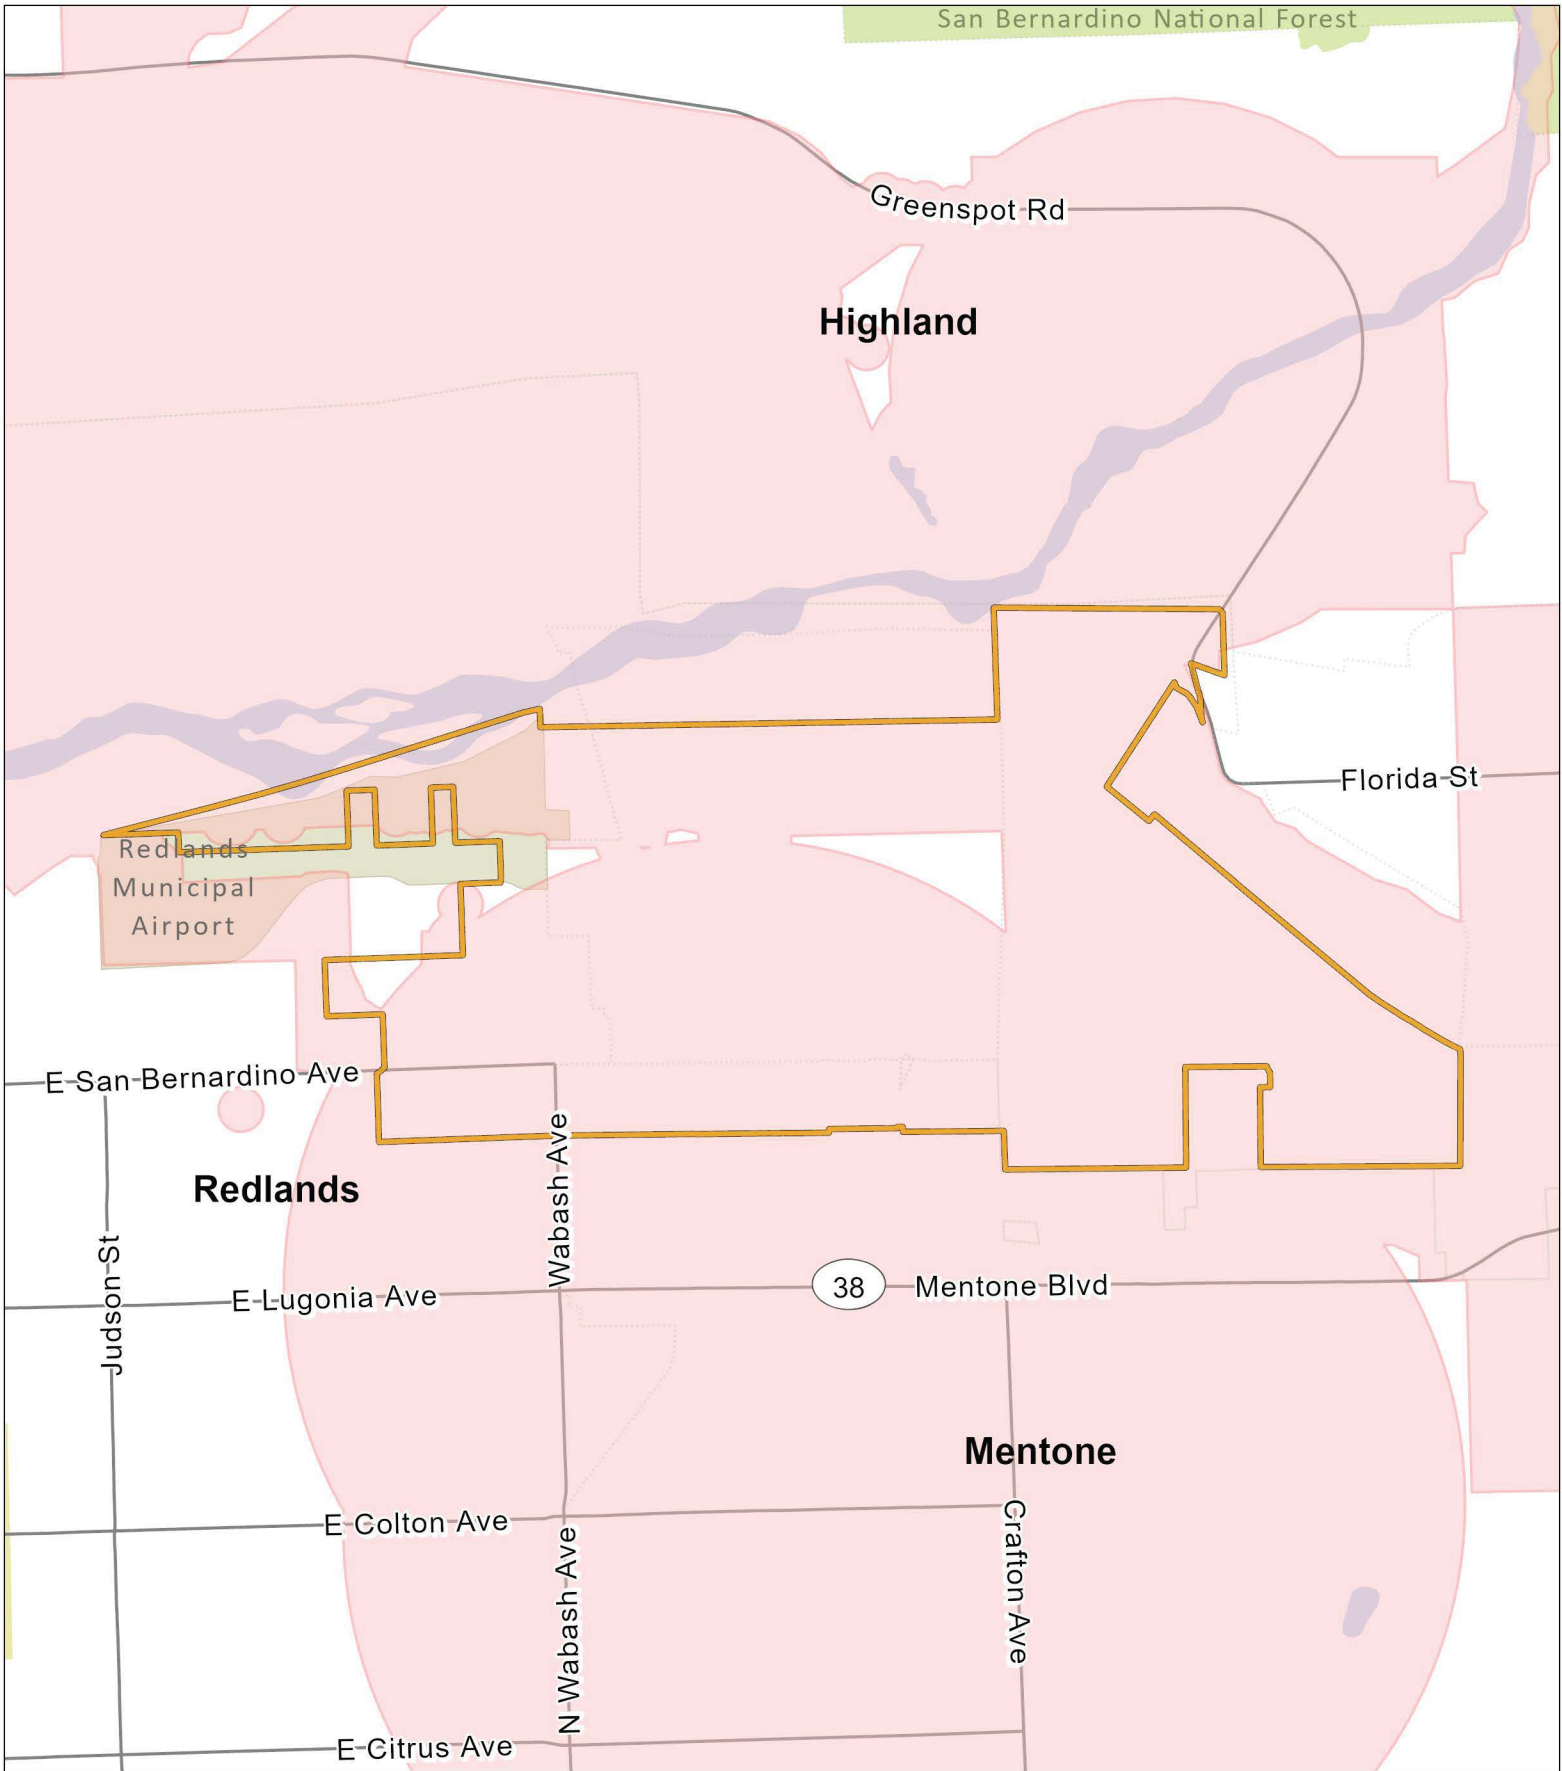 San Bernardino National Forest
Greenspot Rd
Highland
Florida St
Redlands
Municipal
Airport
E San Bernardino Ave
Wabash Ave
Redlands
Judson St
E Lugonia Ave
38
Mentone Blvd
Mentone
E Colton Ave
Crafton Ave
N Wabash Ave
E Citrus Ave